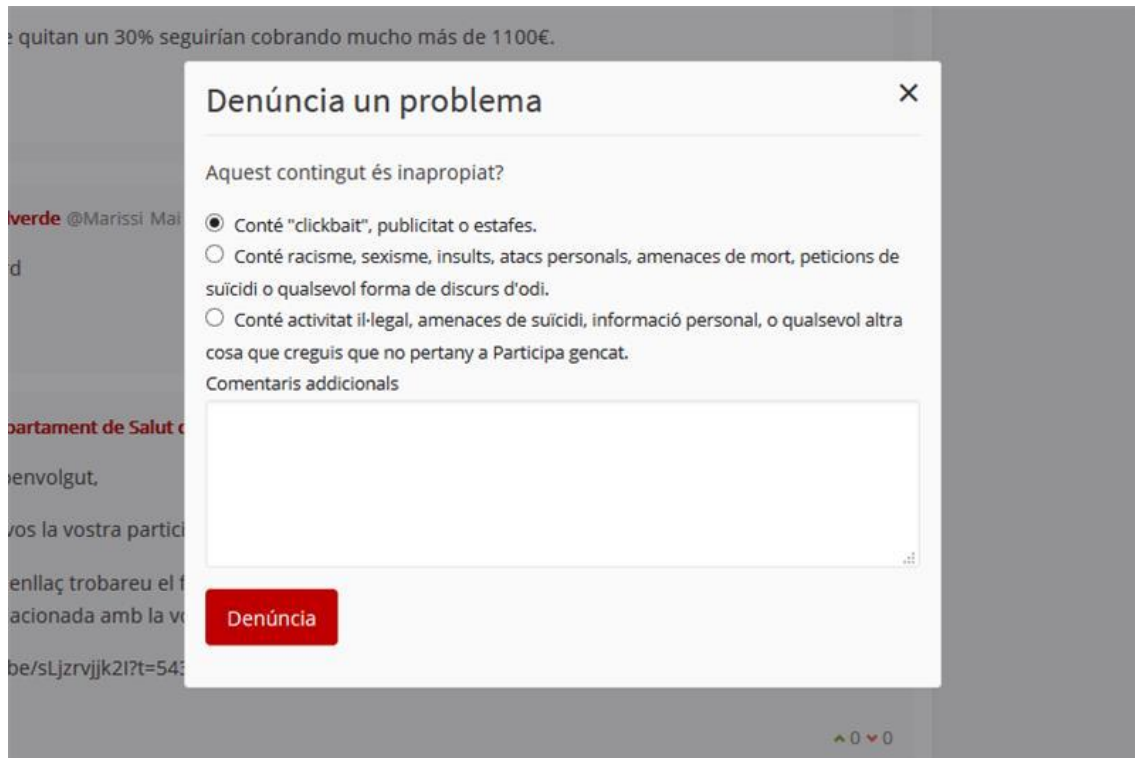 quitan un 30% seguirían cobrando mucho más de 1100€.
Denúncia un problema
Aquest contingut és inapropiat?
Conté "clickbait", publicitat o estafes.
Conté racisme, sexisme, insults, atacs personals, amenaces de mort, peticions de
suïcidi o qualsevol forma de discurs d'odi.
Conté activitat il·legal, amenaces de suïcidi, informació personal, o qualsevol altra
cosa que creguis que no pertany a Participa gencat.
Comentaris addicionals
Denúncia
lverde @Marissi Mai
d
partament de Salut
benvolgut,
vos la vostra partici
enllaç trobareu el f
acionada amb la vo
be/sLjzrvjjk2I?t=543
0 0